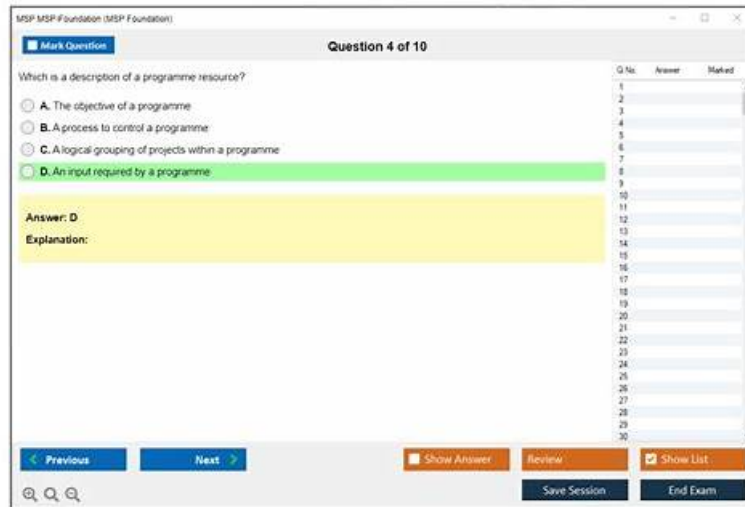 MSP MSP-Foundation (MSP Foundation)
Mark Question
Question 4 of 10
Which is a description of a programme resource?
A. The objective of a programme
B. A process to control a programme
C. A logical grouping of projects within a programme
D. An input required by a programme
Answer: D
Explanation:
Q No. Answer Marked
1
2
3
4
5
6
7
8
9
10
11
12
13
14
15
16
17
18
19
20
21
22
23
24
25
26
27
28
29
30
Previous Next Show Answer Review Show List
Save Session End Exam